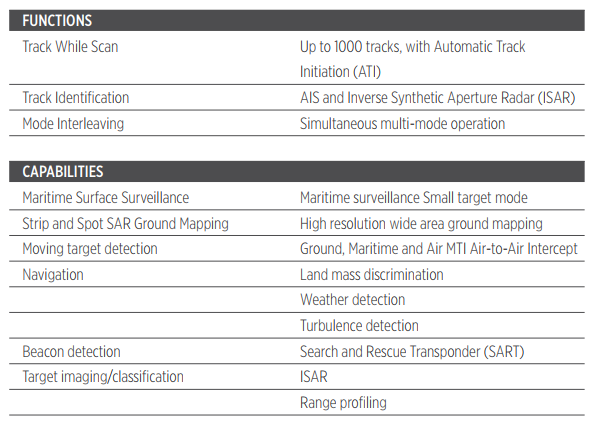 FUNCTIONS
Track While Scan Up to 1000 tracks, with Automatic Track
Initiation (ATI)
Track Identification AIS and Inverse Synthetic Aperture Radar (ISAR)
Mode Interleaving Simultaneous multi-mode operation
CAPABILITIES
Maritime Surface Surveillance Maritime surveillance Small target mode
Strip and Spot SAR Ground Mapping High resolution wide area ground mapping
Moving target detection Ground, Maritime and Air MTI Air-to-Air Intercept
Navigation Land mass discrimination
Weather detection
Turbulence detection
Beacon detection Search and Rescue Transponder (SART)
Target imaging/classification ISAR
Range profiling